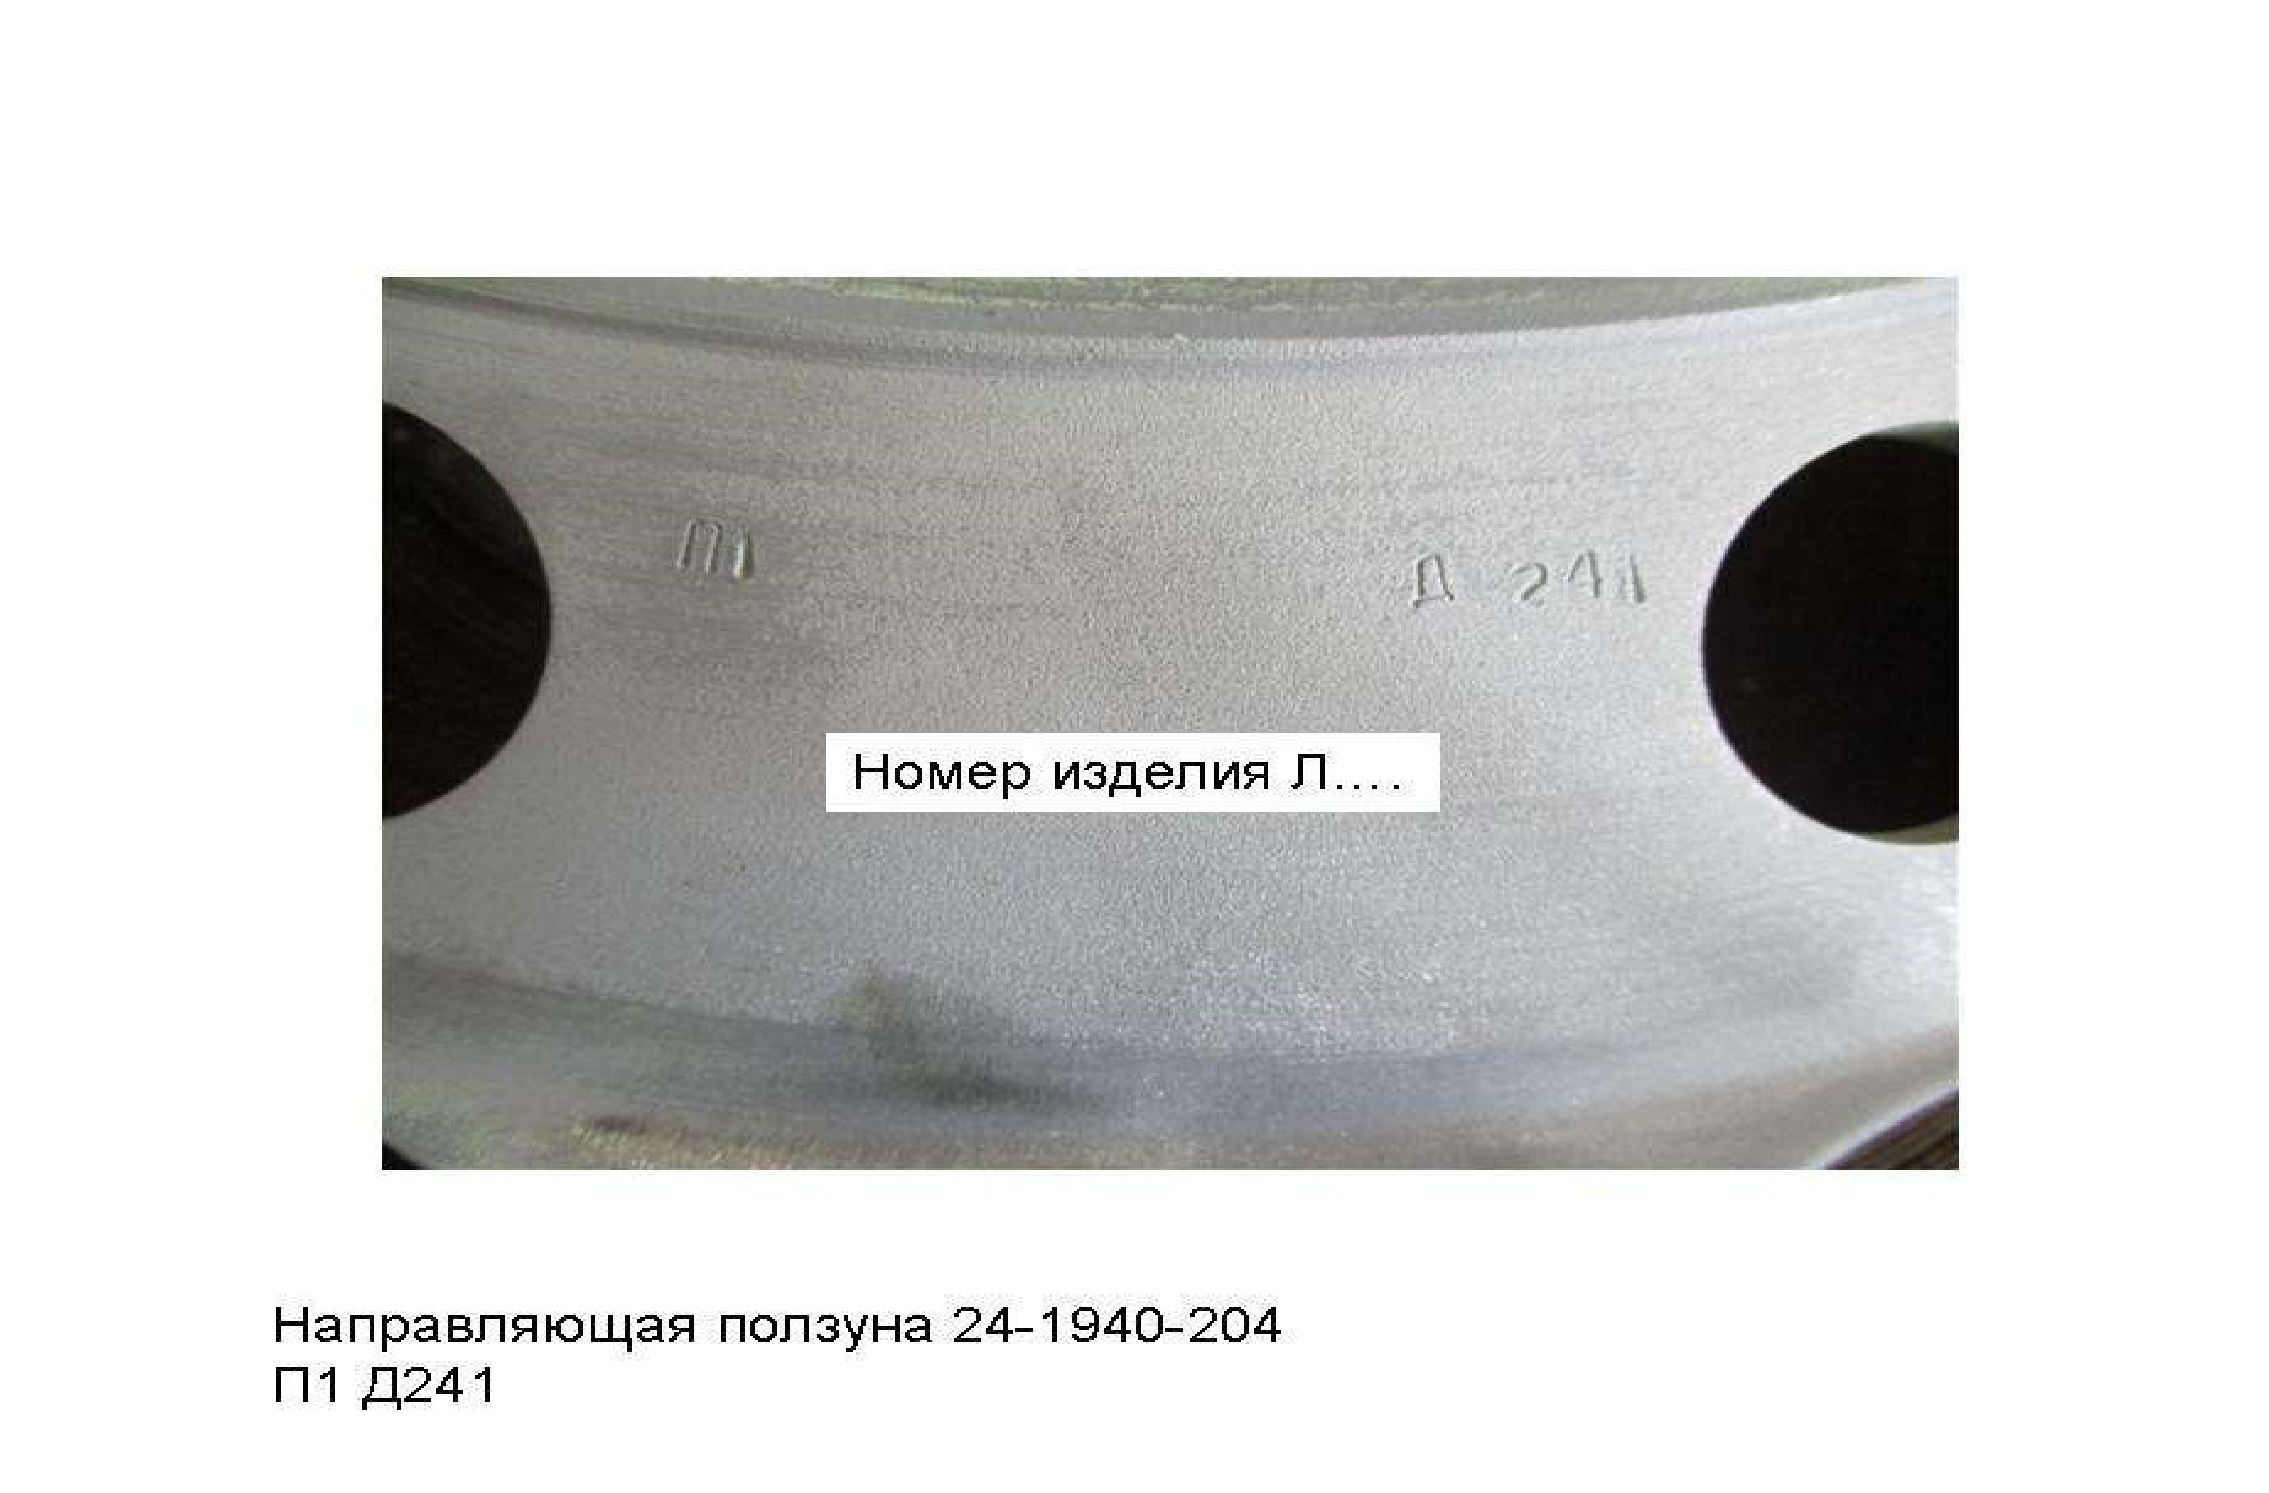 П1
Д 241
Номер изделия Л....
Направляющая ползуна 24-1940-204
П1 Д241